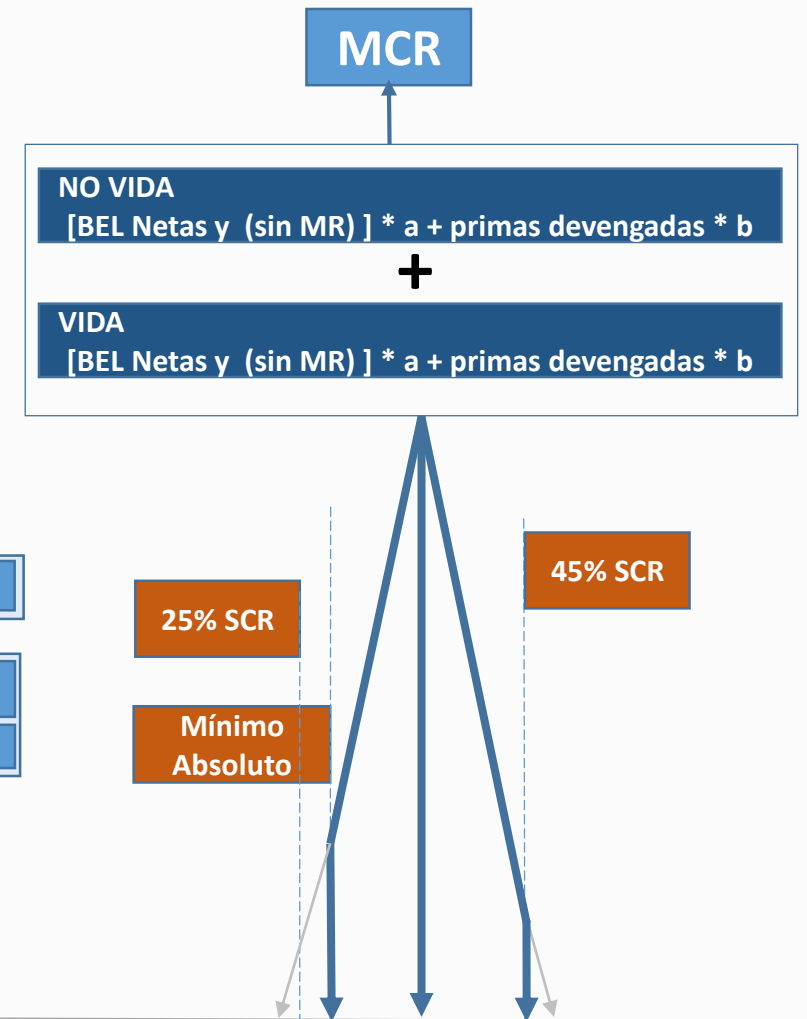 MCR
NO VIDA
[BEL Netas y (sin MR) ] * a + primas devengadas * b
+
VIDA
[BEL Netas y (sin MR) ] * a + primas devengadas * b
45% SCR
25% SCR
Mínimo
Absoluto